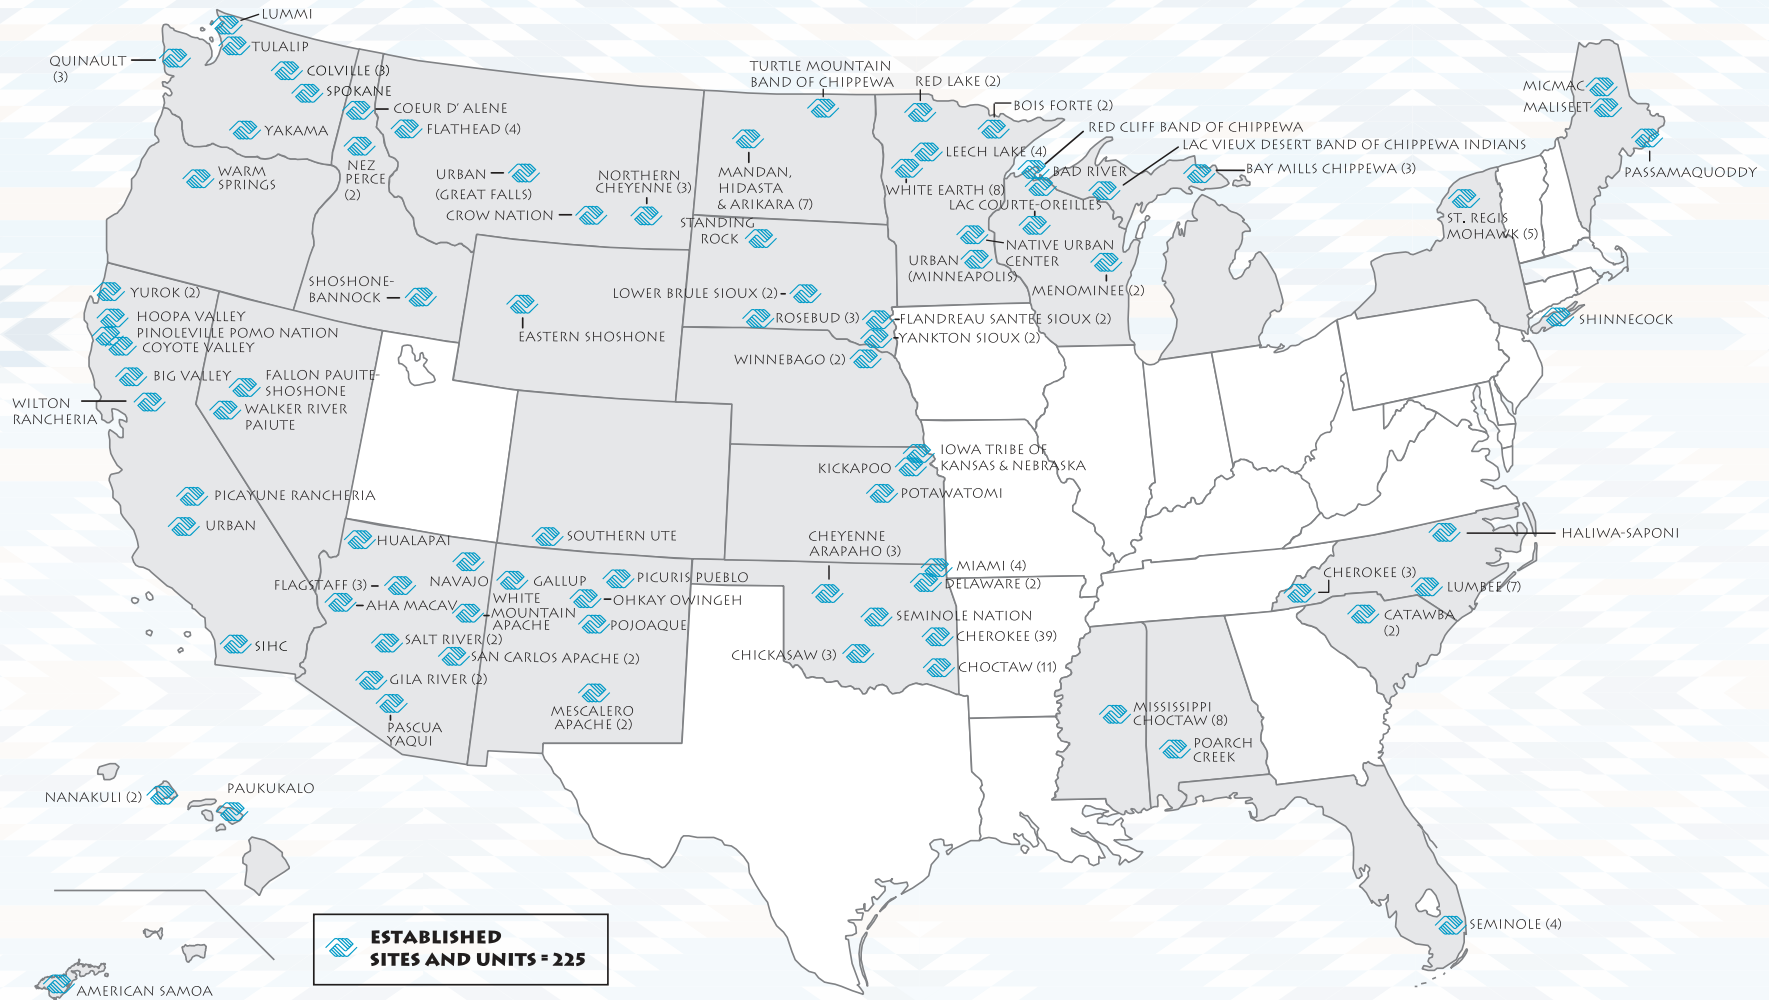 LUMMI
TULALIP
QUINAULT
(3)
COLVILLE (3)
SPOKANE
COEUR D' ALENE
FLATHEAD (4)
YAKAMA
NEZ
PERCE
(2)
WARM
SPRINGS
URBAN
(GREAT FALLS)
NORTHERN
CHEYENNE (3)
CROW NATION
TURTLE MOUNTAIN
BAND OF CHIPPEWA
RED LAKE (2)
BOIS FORTE (2)
RED CLIFF BAND OF CHIPPEWA
LAC VIEUX DESERT BAND OF CHIPPEWA INDIANS
LEECH LAKE (4)
BAD RIVER
BAY MILLS CHIPPEWA (3)
MANDAN,
HIDASTA
& ARIKARA (7)
WHITE EARTH (8)
LAC COURTE-OREILLES
STANDING
ROCK
NATIVE URBAN
CENTER
URBAN
(MINNEAPOLIS)
MENOMINEE (2)
MICMAC
MALISEET
PASSAMAQUODDY
ST. REGIS
MOHAWK (5)
SHINNECOCK
SHOSHONE-
BANNOCK
EASTERN SHOSHONE
LOWER BRULE SIOUX (2)
ROSEBUD (3)
FLANDREAU SANTEE SIOUX (2)
YANKTON SIOUX (2)
WINNEBAGO (2)
YUROK (2)
HOOPA VALLEY
PINOLEVILLE POMO NATION
COYOTE VALLEY
BIG VALLEY
FALLON PAUITE-
SHOSHONE
WALKER RIVER
PAIUTE
WILTON
RANCHERIA
PICAYUNE RANCHERIA
URBAN
SIHC
IOWA TRIBE OF
KANSAS & NEBRASKA
KICKAPOO
POTAWATOMI
SOUTHERN UTE
CHEYENNE
ARAPAHO (3)
HUALAPAI
NAVAJO
FLAGSTAFF (3)
AHA MACAV
GALLUP
PICURIS PUEBLO
WHITE
MOUNTAIN
APACHE
OHKAY OWINGEH
POJOAQUE
SALT RIVER (2)
SAN CARLOS APACHE (2)
GILA RIVER (2)
PASCUA
YAQUI
MESCALERO
APACHE (2)
MIAMI (4)
DELAWARE (2)
SEMINOLE NATION
CHEROKEE (39)
CHICKASAW (3)
CHOCTAW (11)
HALIWA-SAPONI
CHEROKEE (3)
LUMBEE (7)
CATAWBA
(2)
MISSISSIPPI
CHOCTAW (8)
POARCH
CREEK
SEMINOLE (4)
NANAKULI (2)
PAUKUKALO
AMERICAN SAMOA
ESTABLISHED
SITES AND UNITS = 225